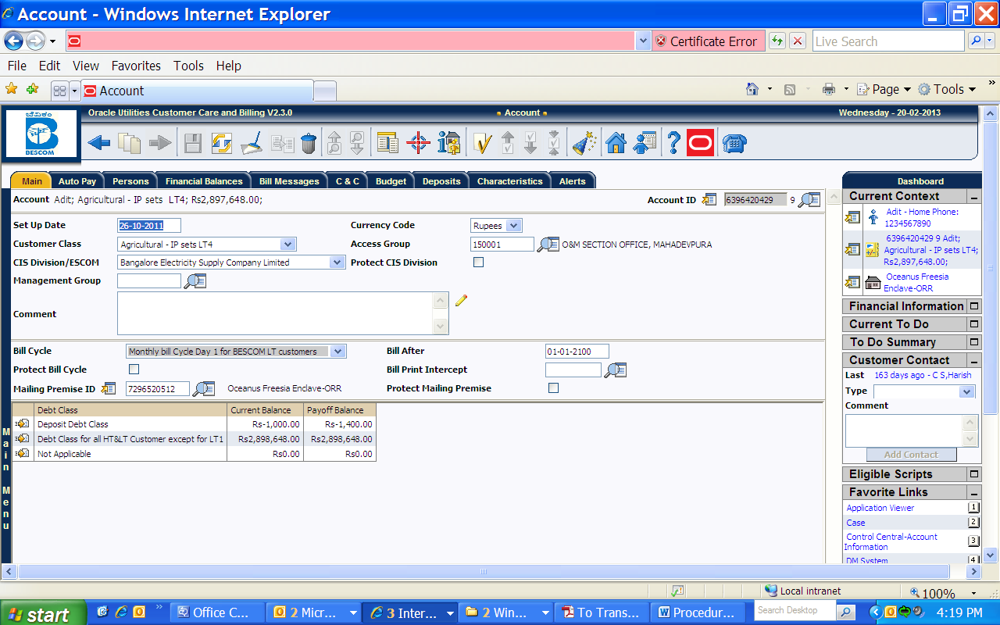 Account - Windows Internet Explorer
Certificate Error
Live Search
File Edit View Favorites Tools Help
Account
Page Tools
ಬೆವಿಕಂ
BESCOM
Oracle Utilities Customer Care and Billing V2.3.0
Account
Wednesday - 20-02-2013
Main Auto Pay Persons Financial Balances Bill Messages C & C Budget Deposits Characteristics Alerts
Account Adit; Agricultural - IP sets LT4; Rs2,897,648.00;
Account ID 6396420429 9
Set Up Date 26-10-2011
Currency Code Rupees
Customer Class Agricultural - IP sets LT4
Access Group 150001 O&M SECTION OFFICE, MAHADEVPURA
CIS Division/ESCOM Bangalore Electricity Supply Company Limited
Protect CIS Division
Management Group
Comment
Bill Cycle Monthly bill Cycle Day 1 for BESCOM LT customers
Bill After 01-01-2100
Protect Bill Cycle
Bill Print Intercept
Mailing Premise ID 7296520512 Oceanus Freesia Enclave-ORR
Protect Mailing Premise
Debt Class Current Balance Payoff Balance
Deposit Debt Class Rs-1,000.00 Rs-1,400.00
Debt Class for all HT&LT Customer except for LT1 Rs2,898,648.00 Rs2,898,648.00
Not Applicable Rs0.00 Rs0.00
Main Menu
Dashboard
Current Context
Adit - Home Phone:
1234567890
6396420429 9 Adit;
Agricultural - IP sets LT4;
Rs2,897,648.00;
Oceanus Freesia
Enclave-ORR
Financial Information
Current To Do
To Do Summary
Customer Contact
Last 163 days ago - C S,Harish
Type
Comment
Add Contact
Eligible Scripts
Favorite Links
Application Viewer 1
Case 2
Control Central-Account
Information 3
DM System 4
Local intranet
100%
start
Office C...
2 Micr...
3 Inter...
2 Win...
To Trans...
Procedur...
Search Desktop
4:19 PM